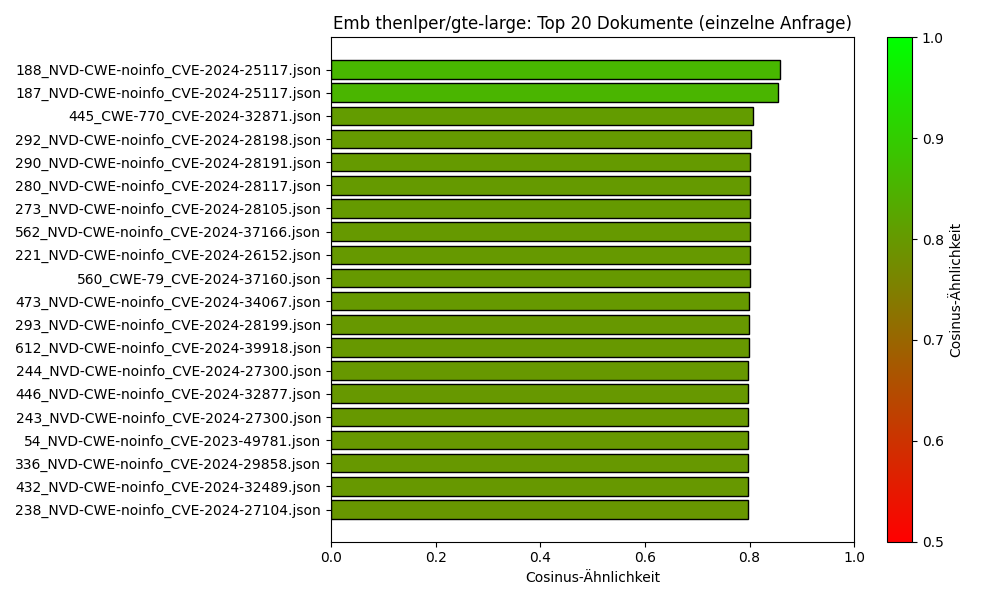 Emb thenlper/gte-large: Top 20 Dokumente (einzelne Anfrage)
188_NVD-CWE-noinfo_CVE-2024-25117.json
187_NVD-CWE-noinfo_CVE-2024-25117.json
445_CWE-770_CVE-2024-32871.json
292_NVD-CWE-noinfo_CVE-2024-28198.json
290_NVD-CWE-noinfo_CVE-2024-28191.json
280_NVD-CWE-noinfo_CVE-2024-28117.json
273_NVD-CWE-noinfo_CVE-2024-28105.json
562_NVD-CWE-noinfo_CVE-2024-37166.json
221_NVD-CWE-noinfo_CVE-2024-26152.json
560_CWE-79_CVE-2024-37160.json
473_NVD-CWE-noinfo_CVE-2024-34067.json
293_NVD-CWE-noinfo_CVE-2024-28199.json
612_NVD-CWE-noinfo_CVE-2024-39918.json
244_NVD-CWE-noinfo_CVE-2024-27300.json
446_NVD-CWE-noinfo_CVE-2024-32877.json
243_NVD-CWE-noinfo_CVE-2024-27300.json
54_NVD-CWE-noinfo_CVE-2023-49781.json
336_NVD-CWE-noinfo_CVE-2024-29858.json
432_NVD-CWE-noinfo_CVE-2024-32489.json
238_NVD-CWE-noinfo_CVE-2024-27104.json
0.0 0.2 0.4 0.6 0.8 1.0
Cosinus-Ähnlichkeit
1.0
0.9
0.8
0.7
0.6
0.5
Cosinus-Ähnlichkeit